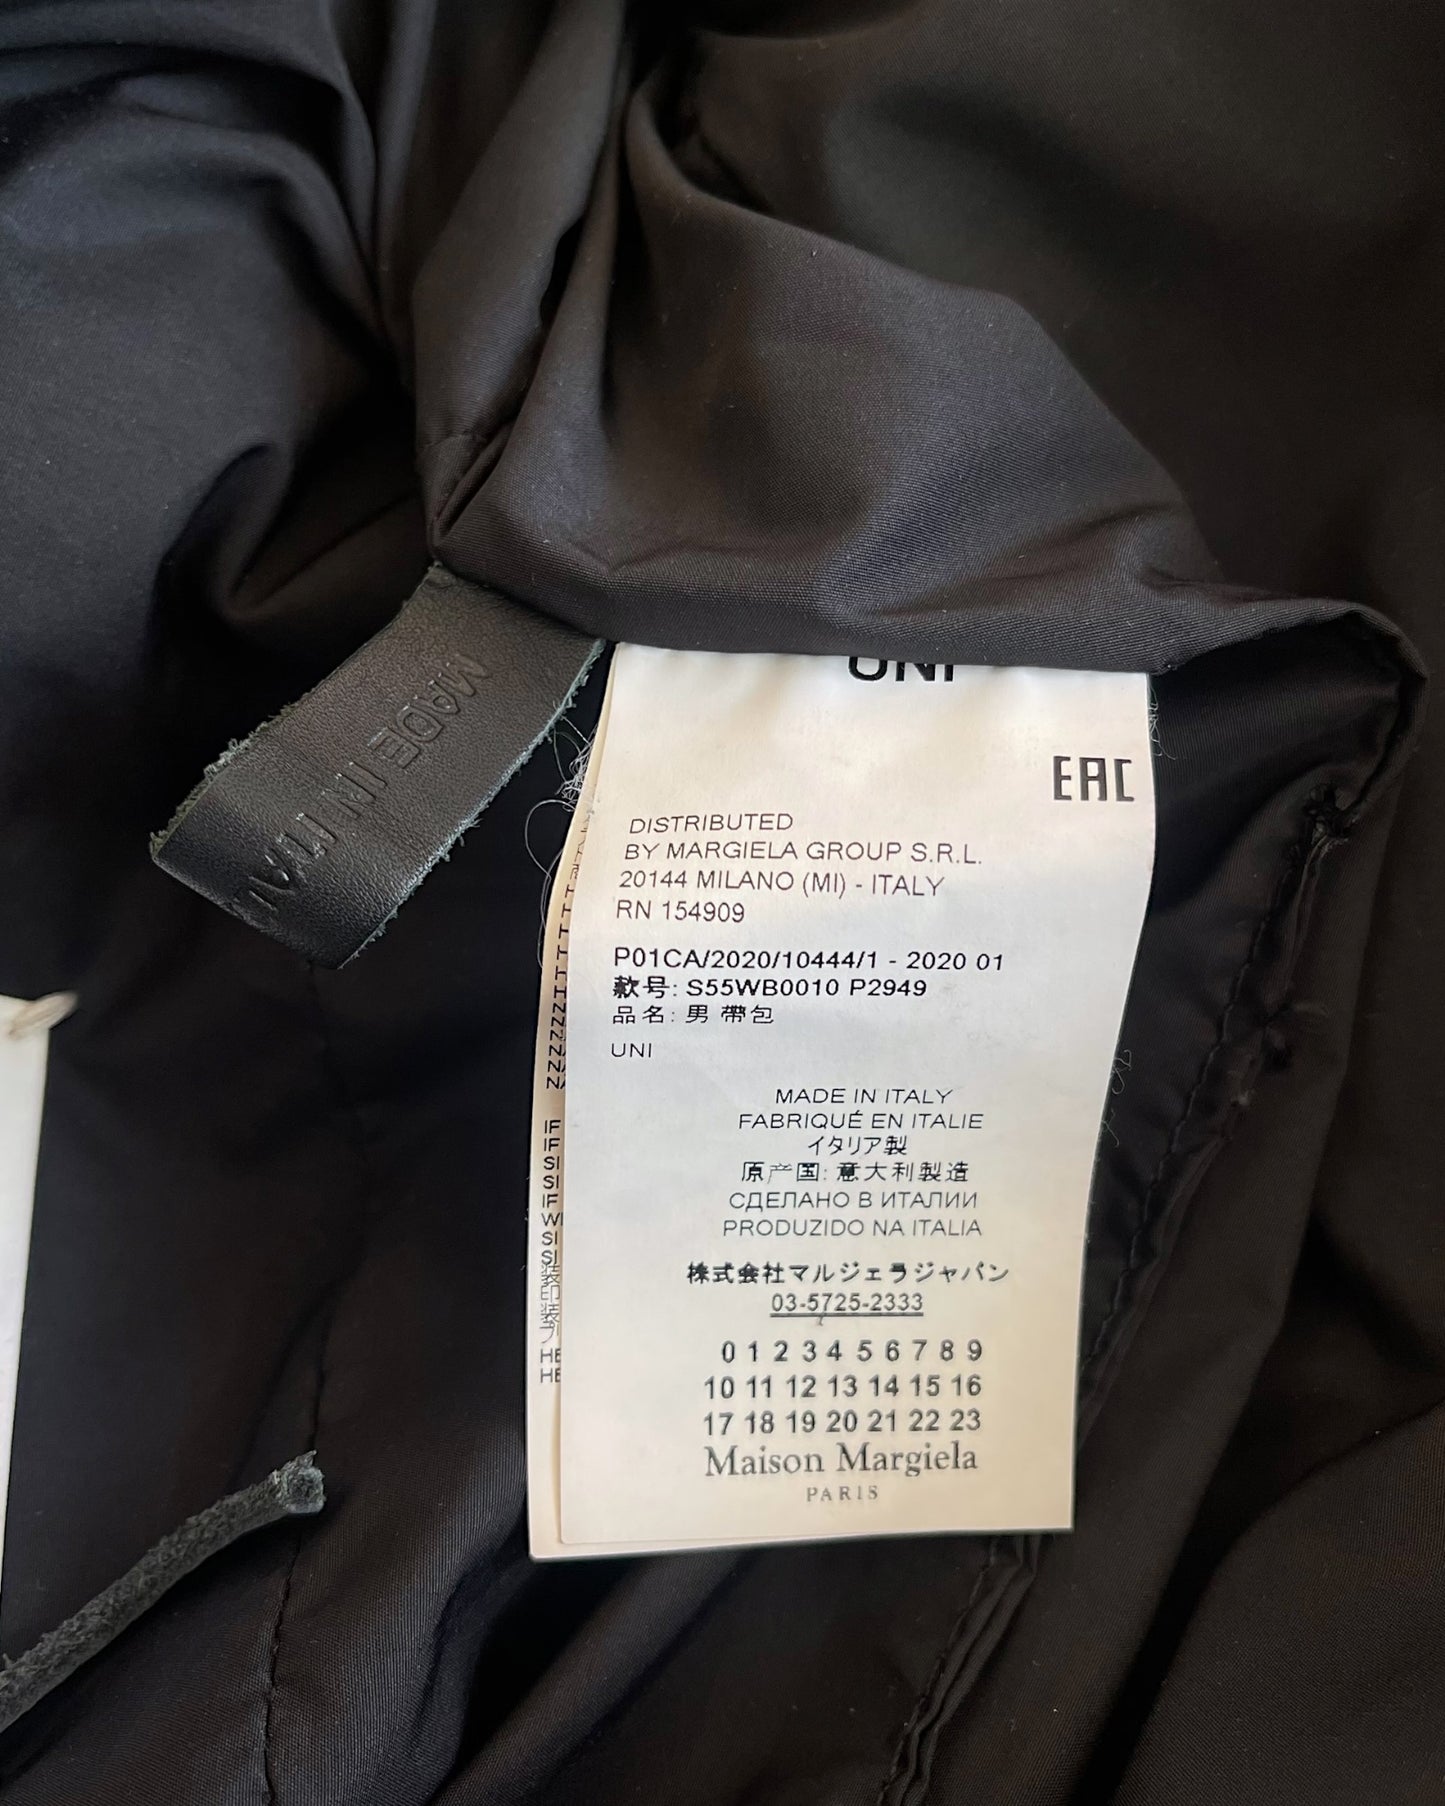 MADE IN ITAL
UNI
EAC
DISTRIBUTED
BY MARGIELA GROUP S.R.L.
20144 MILANO (MI) - ITALY
RN 154909
P01CA/2020/10444/1 - 2020 01
款号: S55WB0010 P2949
品名: 男 帶包
UNI
MADE IN ITALY
FABRIQUÉ EN ITALIE
イタリア製
原产国: 意大利製造
СДЕЛАНО В ИТАЛИИ
PRODUZIDO NA ITALIA
株式会社マルジェラジャパン
03-5725-2333
0 1 2 3 4 5 6 7 8 9
10 11 12 13 14 15 16
17 18 19 20 21 22 23
Maison Margiela
PARIS